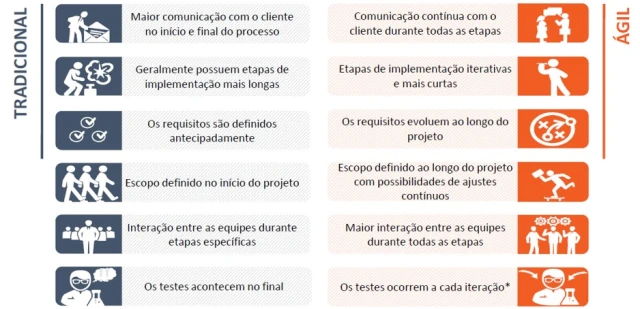 TRADICIONAL
Maior comunicação com o cliente
no início e final do processo
Geralmente possuem etapas de
implementação mais longas
Os requisitos são definidos
antecipadamente
Escopo definido no início do projeto
Interação entre as equipes durante
etapas específicas
Os testes acontecem no final
Comunicação contínua com o
cliente durante todas as etapas
Etapas de implementação iterativas
e mais curtas
Os requisitos evoluem ao longo do
projeto
Escopo definido ao longo do projeto
com possibilidades de ajustes
contínuos
Maior interação entre as equipes
durante todas as etapas
Os testes ocorrem a cada iteração*
ÁGIL